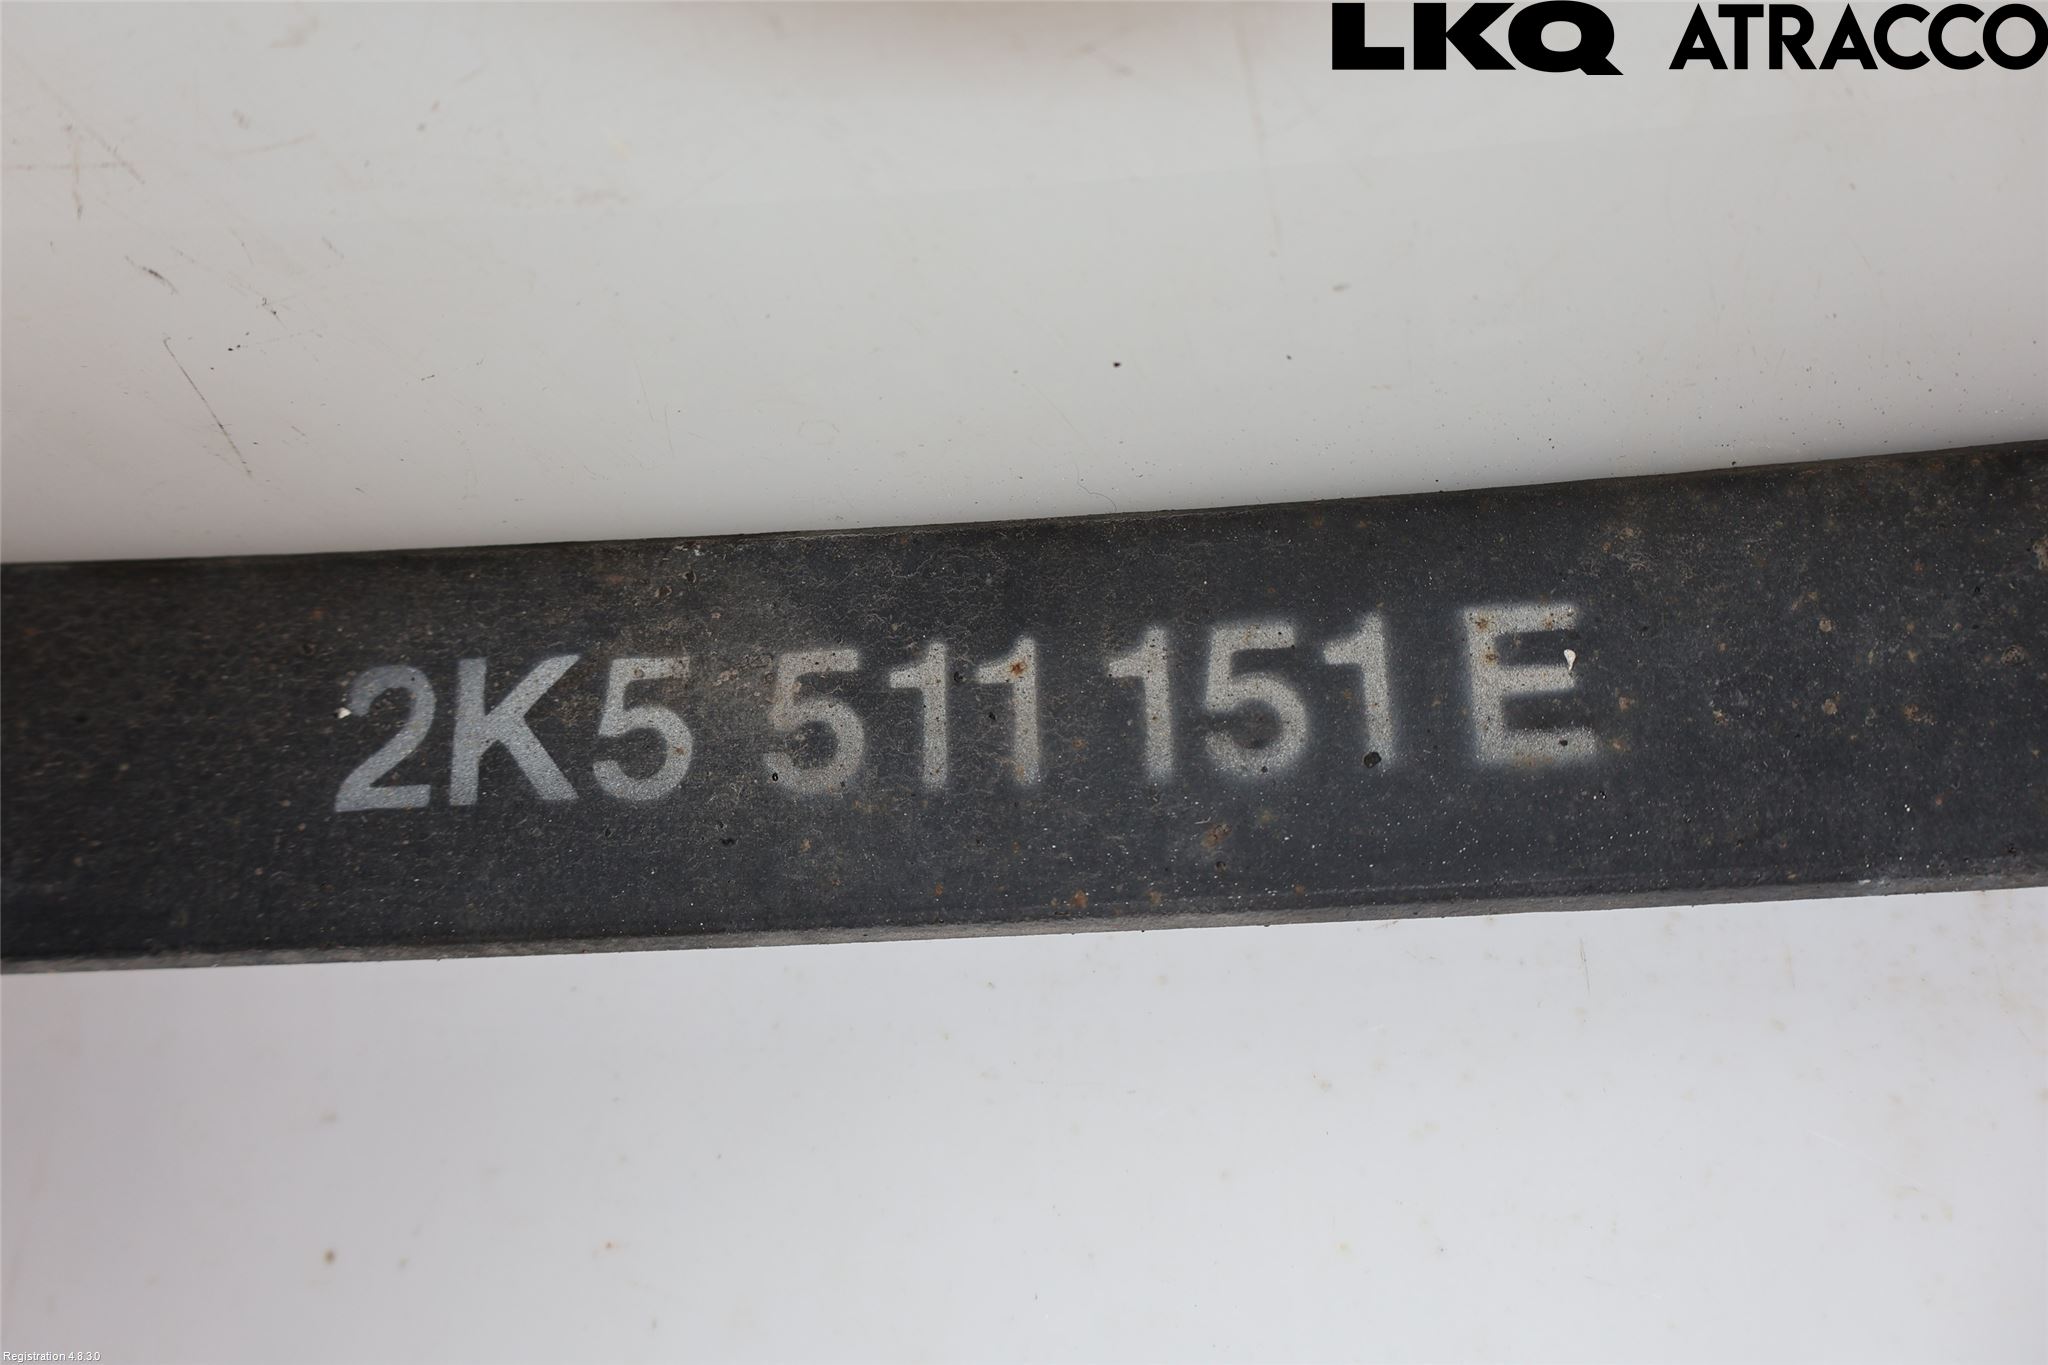 LKQ ATRACCO
2K5 511 151 E
Registration 4.8.3.0